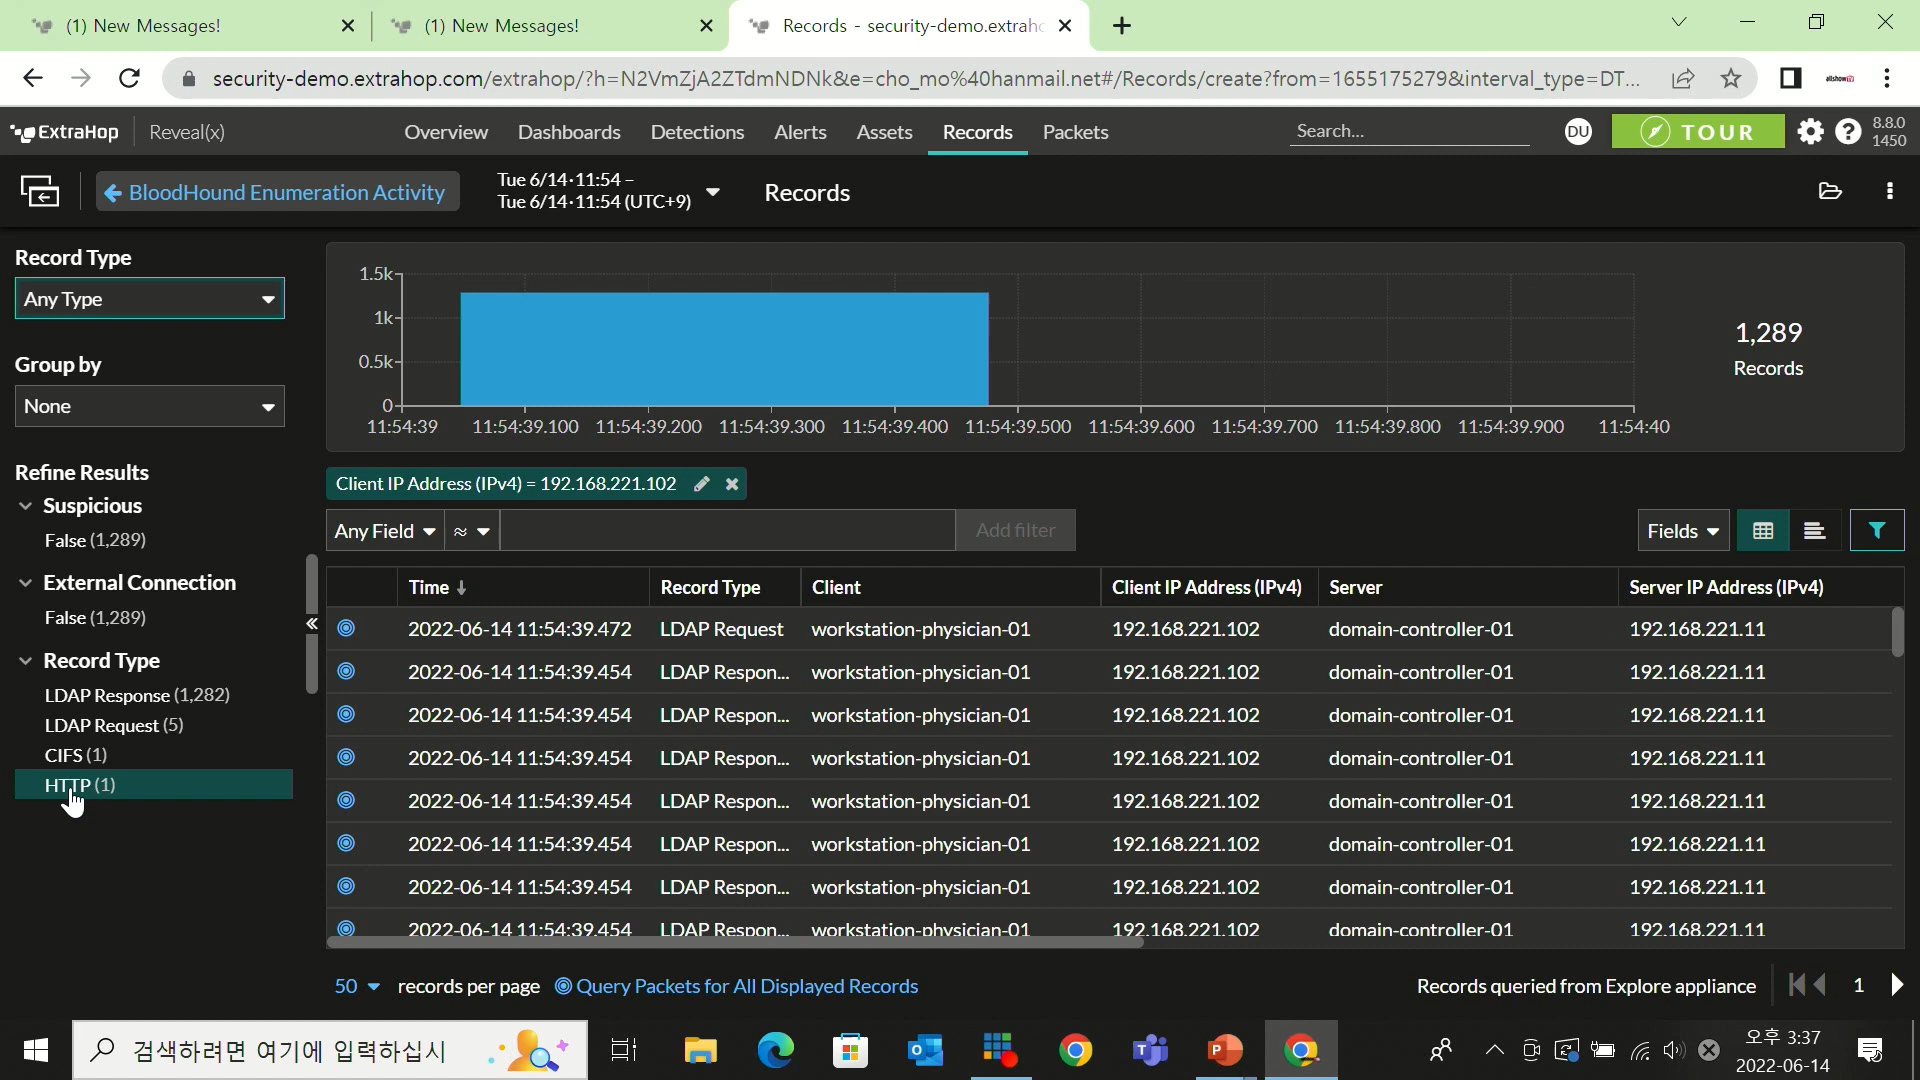 (1) New Messages!
(1) New Messages!
Records - security-demo.extraho
security-demo.extrahop.com/extrahop/?h=N2VmZjA2ZTdmNDNk&e=cho_mo%40hanmail.net#/Records/create?from=1655175279&interval_type=DT...
ExtraHop
Reveal(x)
Overview
Dashboards
Detections
Alerts
Assets
Records
Packets
Search...
DU
TOUR
8.8.0
1450
BloodHound Enumeration Activity
Tue 6/14·11:54 –
Tue 6/14·11:54 (UTC+9)
Records
Record Type
Any Type
Group by
None
Refine Results
Suspicious
False (1,289)
External Connection
False (1,289)
Record Type
LDAP Response (1,282)
LDAP Request (5)
CIFS (1)
HTTP (1)
1.5k
1k
0.5k
0
11:54:39 11:54:39.100 11:54:39.200 11:54:39.300 11:54:39.400 11:54:39.500 11:54:39.600 11:54:39.700 11:54:39.800 11:54:39.900 11:54:40
1,289
Records
Client IP Address (IPv4) = 192.168.221.102
Any Field ≈ Add filter
Fields
Time ↓ Record Type Client Client IP Address (IPv4) Server Server IP Address (IPv4)
2022-06-14 11:54:39.472 LDAP Request workstation-physician-01 192.168.221.102 domain-controller-01 192.168.221.11
2022-06-14 11:54:39.454 LDAP Respon... workstation-physician-01 192.168.221.102 domain-controller-01 192.168.221.11
2022-06-14 11:54:39.454 LDAP Respon... workstation-physician-01 192.168.221.102 domain-controller-01 192.168.221.11
2022-06-14 11:54:39.454 LDAP Respon... workstation-physician-01 192.168.221.102 domain-controller-01 192.168.221.11
2022-06-14 11:54:39.454 LDAP Respon... workstation-physician-01 192.168.221.102 domain-controller-01 192.168.221.11
2022-06-14 11:54:39.454 LDAP Respon... workstation-physician-01 192.168.221.102 domain-controller-01 192.168.221.11
2022-06-14 11:54:39.454 LDAP Respon... workstation-physician-01 192.168.221.102 domain-controller-01 192.168.221.11
2022-06-14 11:54:39.454 LDAP Respon... workstation-physician-01 192.168.221.102 domain-controller-01 192.168.221.11
50 records per page
Query Packets for All Displayed Records
Records queried from Explore appliance
1
검색하려면 여기에 입력하십시
오후 3:37
2022-06-14